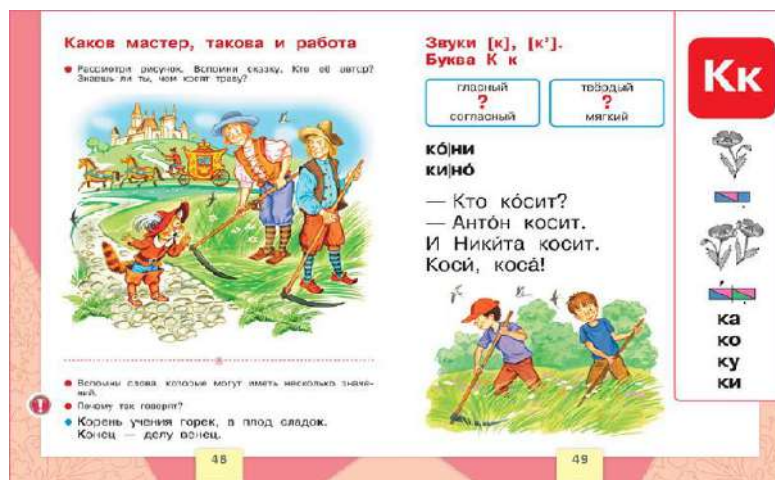 Каков мастер, такова и работа
Рассмотри рисунок. Вспомни сказку. Кто её автор?
Знаешь ли ты, чем косят траву?
Вспомни слова, которые могут иметь несколько значе-
ний.
Почему так говорят?
Корень учения горек, а плод сладок.
Конец — делу венец.
48
Звуки [к], [к’].
Буква К к
гласный
?
согласный
твёрдый
?
мягкий
ко́|ни
ки|но́
— Кто ко́сит?
— Анто́н косит.
И Ники́та косит.
Коси́, коса́!
49
Кк
ка
ко
ку
ки